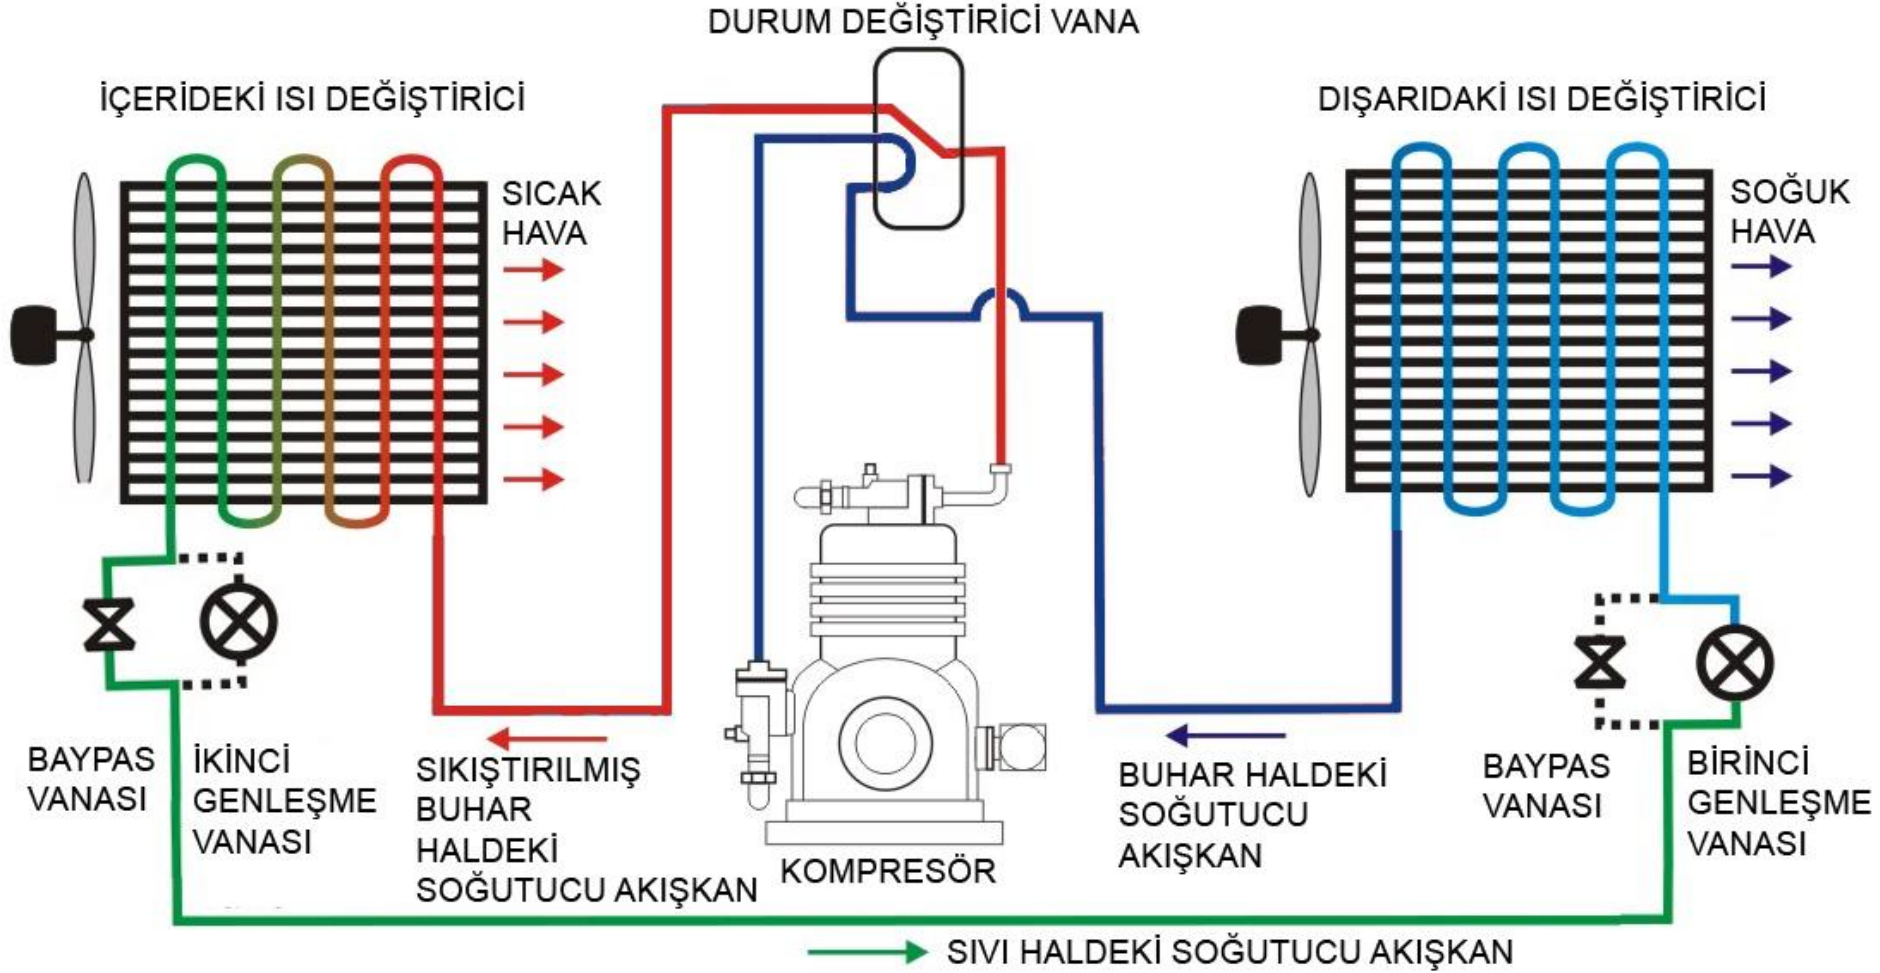 DURUM DEĞİŞTİRİCİ VANA
İÇERİDEKİ ISI DEĞİŞTİRİCİ
DIŞARIDAKİ ISI DEĞİŞTİRİCİ
SICAK
HAVA
SOĞUK
HAVA
BAYPAS
VANASI
İKİNCİ
GENLEŞME
VANASI
SIKIŞTIRILMIŞ
BUHAR
HALDEKİ
SOĞUTUCU AKIŞKAN
KOMPRESÖR
BUHAR HALDEKİ
SOĞUTUCU
AKIŞKAN
BAYPAS
VANASI
BİRİNCİ
GENLEŞME
VANASI
SIVI HALDEKİ SOĞUTUCU AKIŞKAN